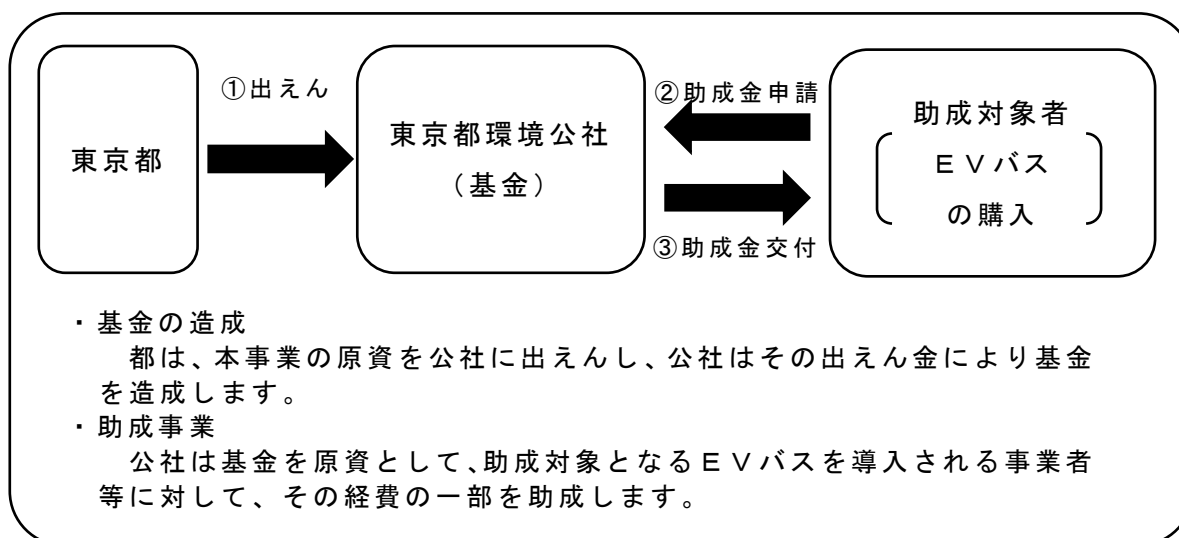 東京都
①出えん
東京都環境公社
（基金）
②助成金申請
③助成金交付
助成対象者
ＥＶバス
の購入
・基金の造成
都は、本事業の原資を公社に出えんし、公社はその出えん金により基金
を造成します。
・助成事業
公社は基金を原資として、助成対象となるＥＶバスを導入される事業者
等に対して、その経費の一部を助成します。